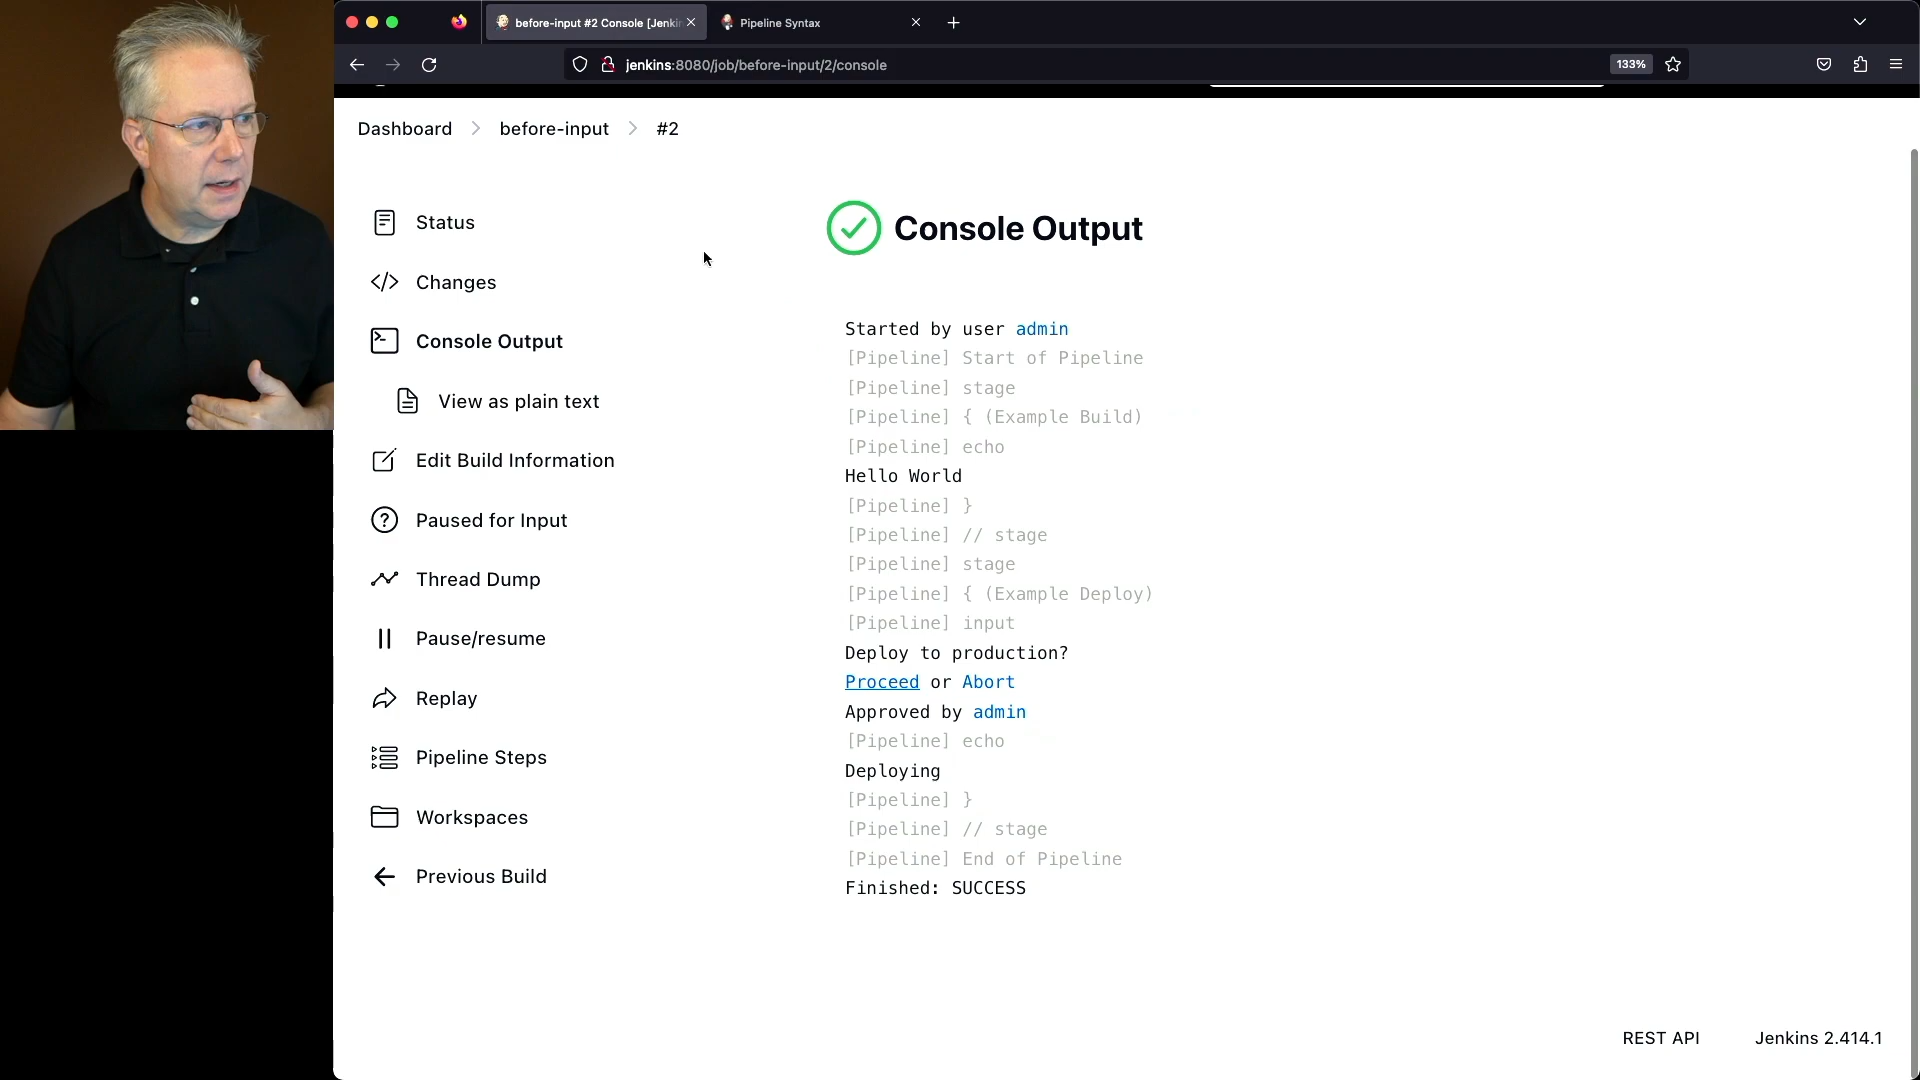 before-input #2 Console [Jenki
Pipeline Syntax
jenkins:8080/job/before-input/2/console
133%
Dashboard
before-input
#2
Status
Changes
Console Output
View as plain text
Edit Build Information
Paused for Input
Thread Dump
Pause/resume
Replay
Pipeline Steps
Workspaces
Previous Build
Console Output
Started by user admin
[Pipeline] Start of Pipeline
[Pipeline] stage
[Pipeline] { (Example Build)
[Pipeline] echo
Hello World
[Pipeline] }
[Pipeline] // stage
[Pipeline] stage
[Pipeline] { (Example Deploy)
[Pipeline] input
Deploy to production?
Proceed or Abort
Approved by admin
[Pipeline] echo
Deploying
[Pipeline] }
[Pipeline] // stage
[Pipeline] End of Pipeline
Finished: SUCCESS
REST API
Jenkins 2.414.1